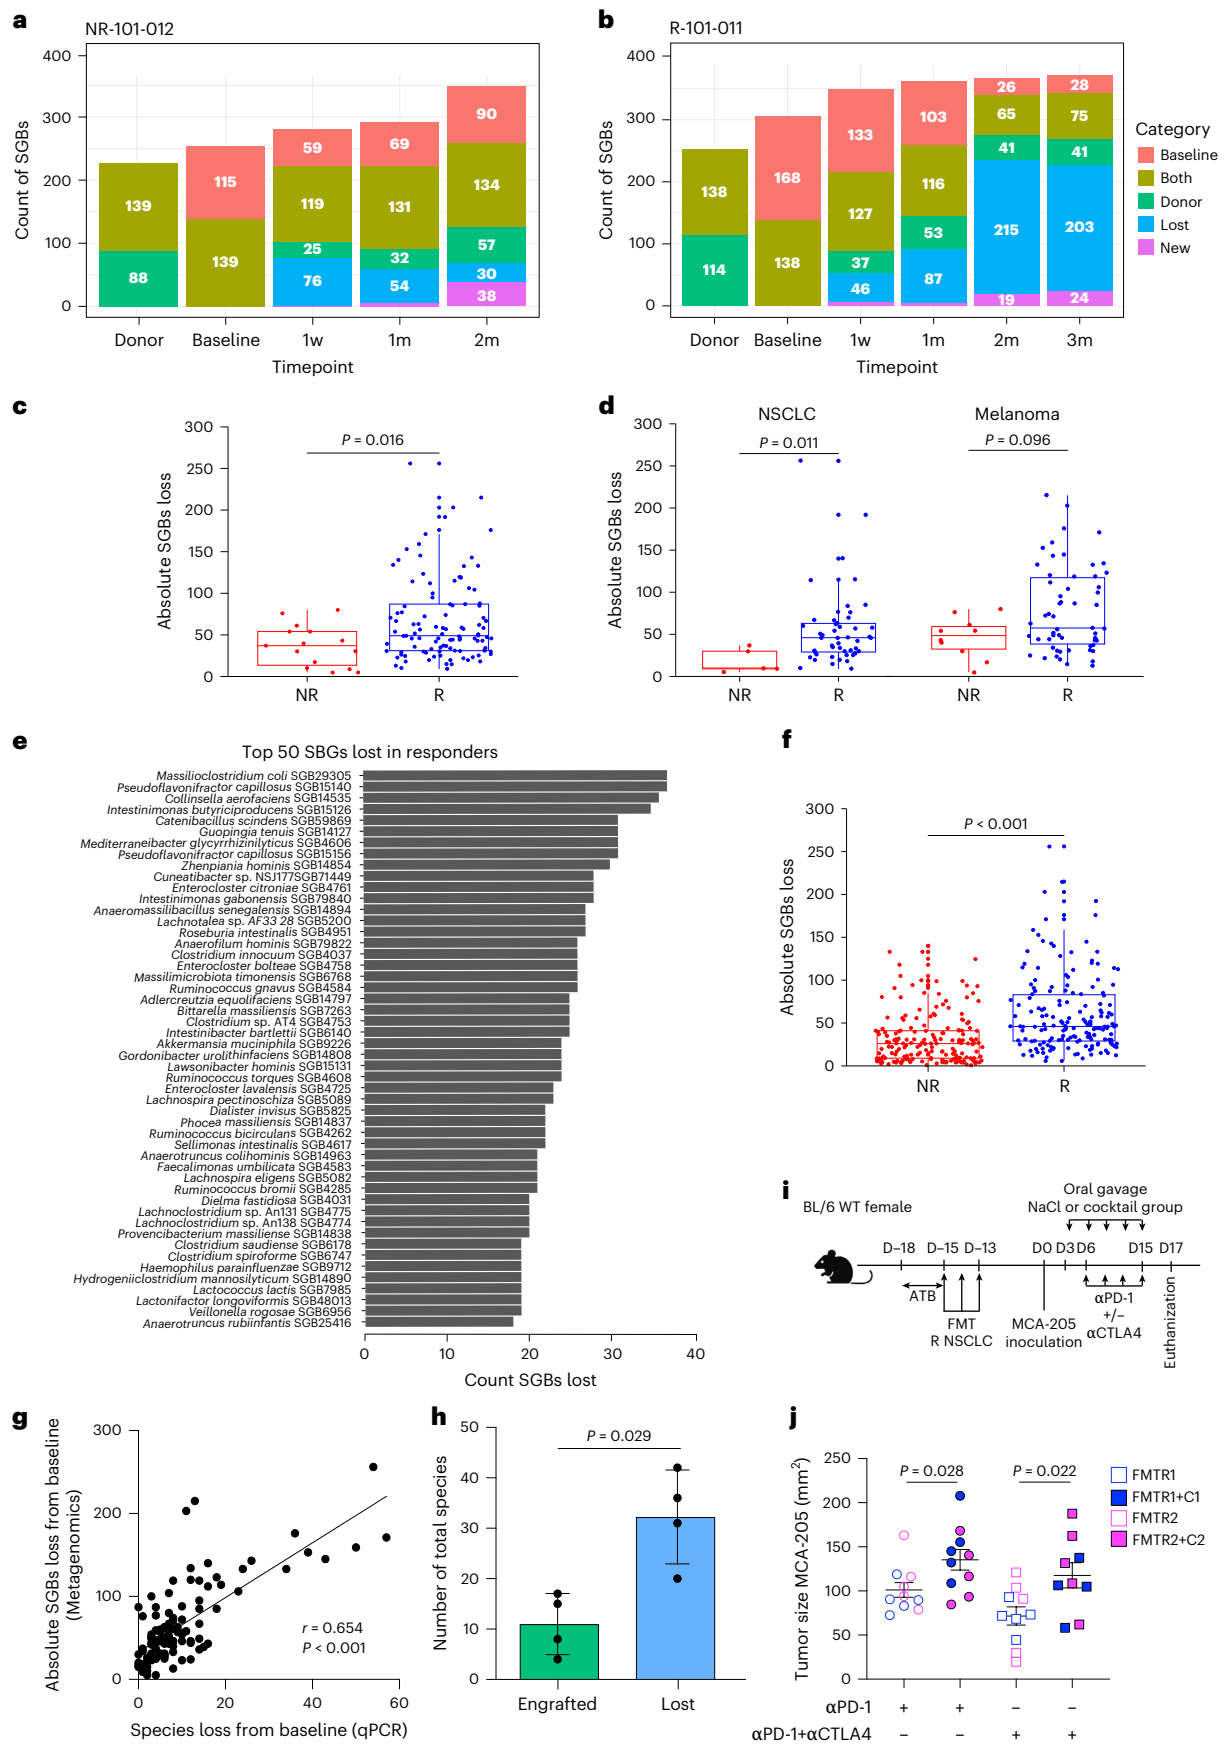 a
NR-101-012
Count of SGBs
400
300
200
100
0
139
88
115
139
59
119
25
76
69
131
32
54
90
134
57
30
38
Donor
Baseline
1w
1m
2m
Timepoint
b
R-101-011
Count of SGBs
400
300
200
100
0
138
114
168
138
133
127
37
46
103
116
53
87
26
65
41
215
19
28
75
41
203
24
Donor
Baseline
1w
1m
2m
3m
Timepoint
Category
Baseline
Both
Donor
Lost
New
c
Absolute SGBs loss
300
250
200
150
100
50
0
P = 0.016
NR
R
d
NSCLC
Melanoma
Absolute SGBs loss
300
250
200
150
100
50
0
P = 0.011
P = 0.096
NR
R
NR
R
e
Top 50 SBGs lost in responders
Massilioclostridium coli SGB29305
Pseudoflavonifractor capillosus SGB15140
Collinsella aerofaciens SGB14535
Intestinimonas butyriciproducens SGB15126
Catenibacillus scindens SGB59869
Guopingia tenuis SGB14127
Mediterraneibacter glycyrrhizinilyticus SGB4606
Pseudoflavonifractor capillosus SGB15156
Zhenpiania hominis SGB14854
Cuneatibacter sp. NSJ177SGB71449
Enterocloster citroniae SGB4761
Intestinimonas gabonensis SGB79840
Anaeromassilibacillus senegalensis SGB14894
Lachnotalea sp. AF33 28 SGB5200
Roseburia intestinalis SGB4951
Anaerofilum hominis SGB79822
Clostridium innocuum SGB4037
Enterocloster bolteae SGB4758
Massilimicrobiota timonensis SGB6768
Ruminococcus gnavus SGB4584
Adlercreutzia equolifaciens SGB14797
Bittarella massiliensis SGB7263
Clostridium sp. AT4 SGB4753
Intestinibacter bartlettii SGB6140
Akkermansia muciniphila SGB9226
Gordonibacter urolithinfaciens SGB14808
Lawsonibacter hominis SGB15131
Ruminococcus torques SGB4608
Enterocloster lavalensis SGB4725
Lachnospira pectinoschiza SGB5089
Dialister invisus SGB5825
Phocea massiliensis SGB14837
Ruminococcus bicirculans SGB4262
Sellimonas intestinalis SGB4617
Anaerotruncus colihominis SGB14963
Faecalimonas umbilicata SGB4583
Lachnospira eligens SGB5082
Ruminococcus bromii SGB4285
Dielma fastidiosa SGB4031
Lachnoclostridium sp. An131 SGB4775
Lachnoclostridium sp. An138 SGB4774
Provencibacterium massiliense SGB14838
Clostridium saudiense SGB6178
Clostridium spiroforme SGB6747
Haemophilus parainfluenzae SGB9712
Hydrogeniiclostridium mannosilyticum SGB14890
Lactococcus lactis SGB7985
Lactonifactor longoviformis SGB48013
Veillonella rogosae SGB6956
Anaerotruncus rubiinfantis SGB25416
0
10
20
30
40
Count SGBs lost
f
Absolute SGBs loss
300
250
200
150
100
50
0
P < 0.001
NR
R
i
BL/6 WT female
Oral gavage
NaCl or cocktail group
D–18
D–15
D–13
D0
D3
D6
D15
D17
ATB
FMT
R NSCLC
MCA-205
inoculation
αPD-1
+/−
αCTLA4
Euthanization
g
Absolute SGBs loss from baseline
(Metagenomics)
300
200
100
0
r = 0.654
P < 0.001
0
20
40
60
Species loss from baseline (qPCR)
h
Number of total species
50
40
30
20
10
0
P = 0.029
Engrafted
Lost
j
Tumor size MCA-205 (mm²)
250
200
150
100
50
0
P = 0.028
P = 0.022
FMTR1
FMTR1+C1
FMTR2
FMTR2+C2
αPD-1
+
+
−
−
αPD-1+αCTLA4
−
−
+
+